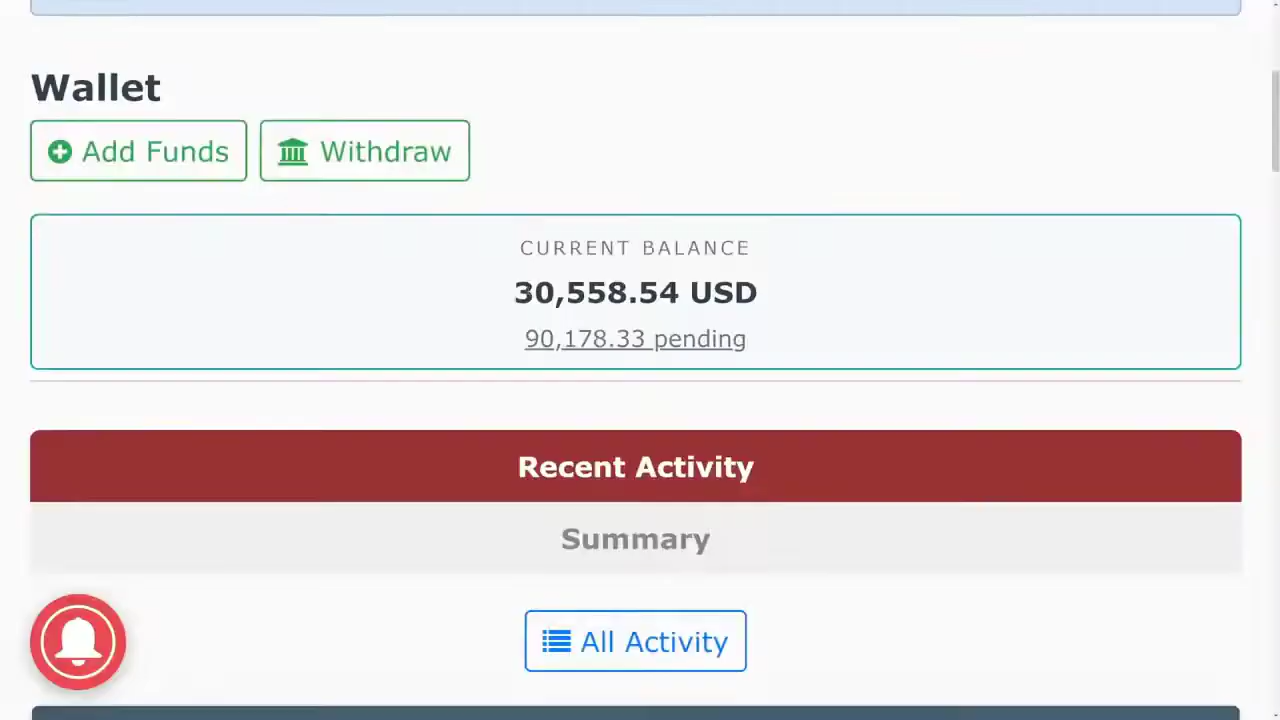 Wallet
Add Funds
Withdraw
CURRENT BALANCE
30,558.54 USD
90,178.33 pending
Recent Activity
Summary
All Activity